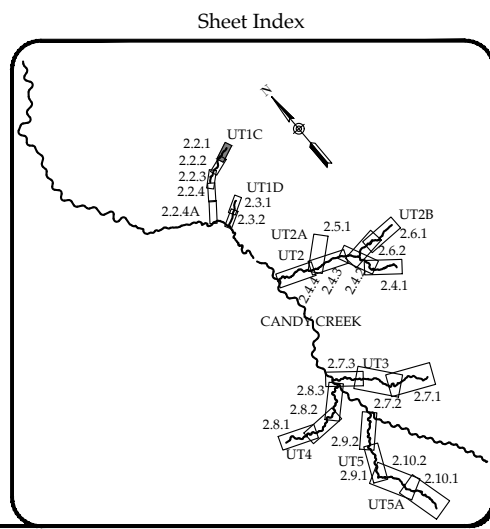 Sheet Index
N
2.2.1
UT1C
2.2.2
2.2.3
2.2.4
UT1D
2.3.1
2.2.4A
2.3.2
UT2B
2.5.1
UT2A
2.6.1
UT2
2.6.2
2.4.4
2.4.3
2.4.2
2.4.1
CANDY CREEK
2.7.3
UT3
2.8.3
2.7.1
2.7.2
2.8.2
2.8.1
2.9.2
UT4
UT5
2.10.2
2.9.1
2.10.1
UT5A